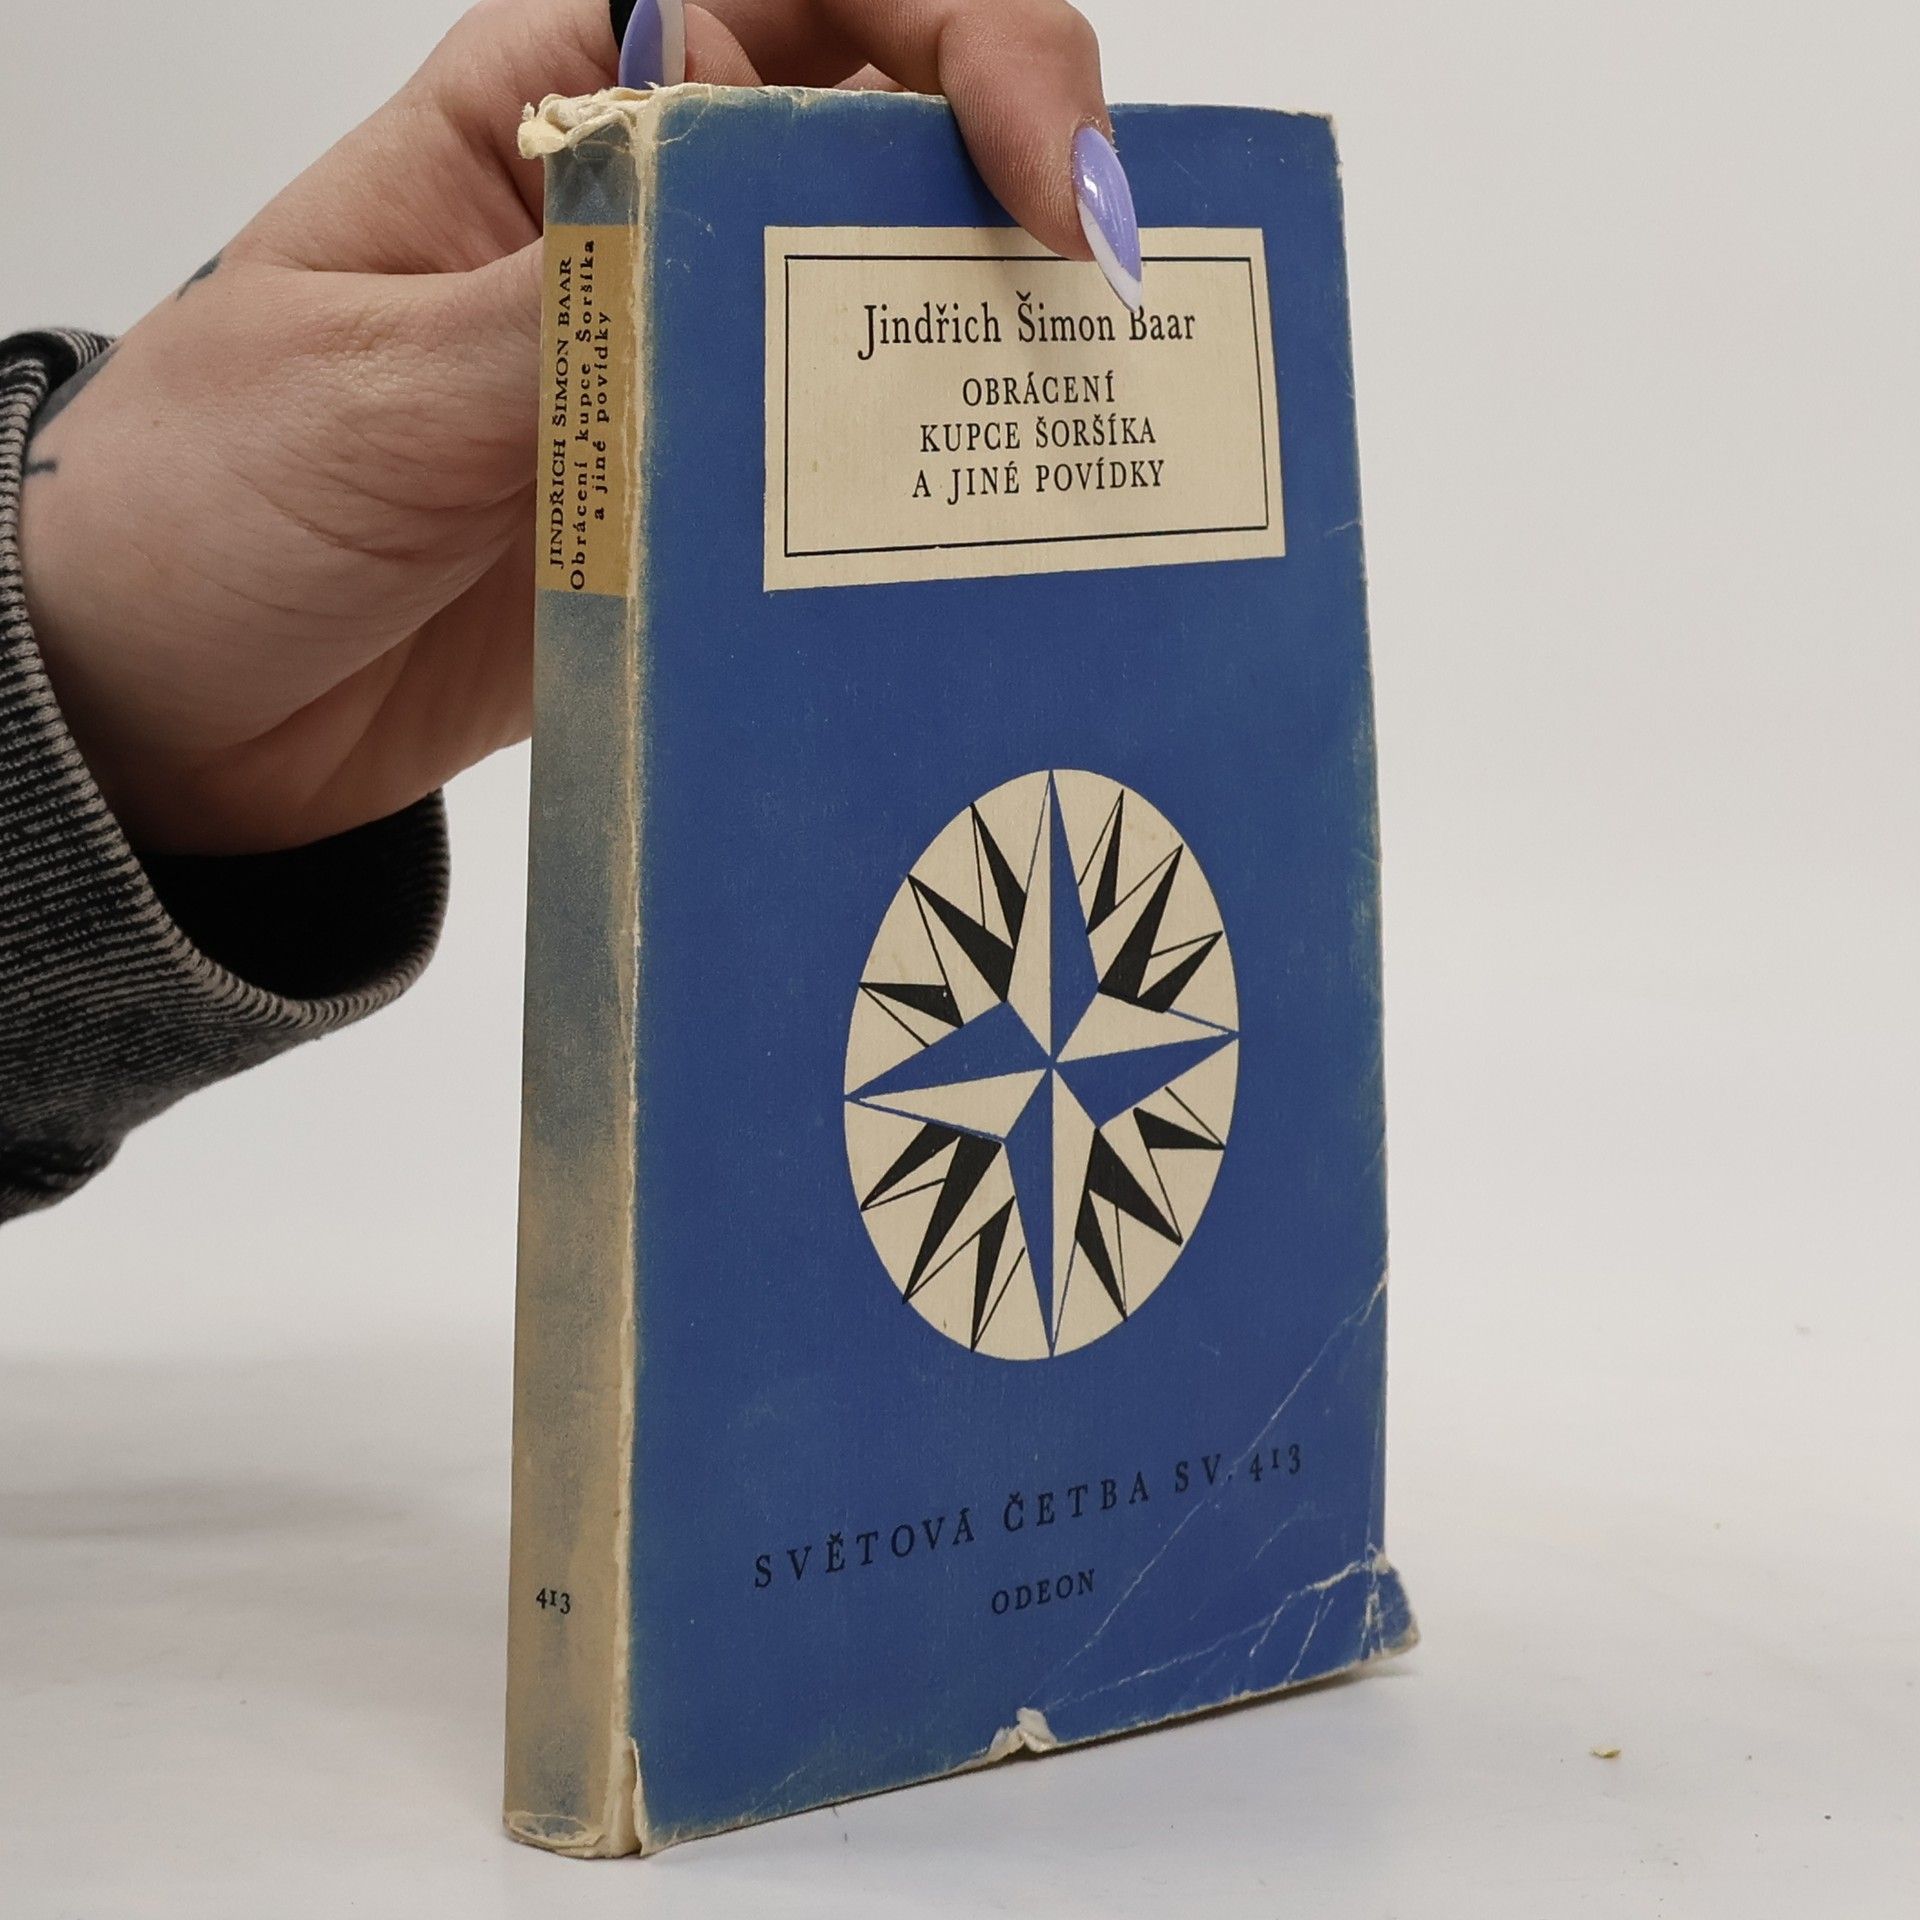 JINDŘICH ŠIMON BAAR
Obrácení kupce Šoršíka
a jiné povídky
413
Jindřich Šimon Baar
OBRÁCENÍ
KUPCE ŠORŠÍKA
A JINÉ POVÍDKY
SVĚTOVÁ ČETBA SV. 413
ODEON